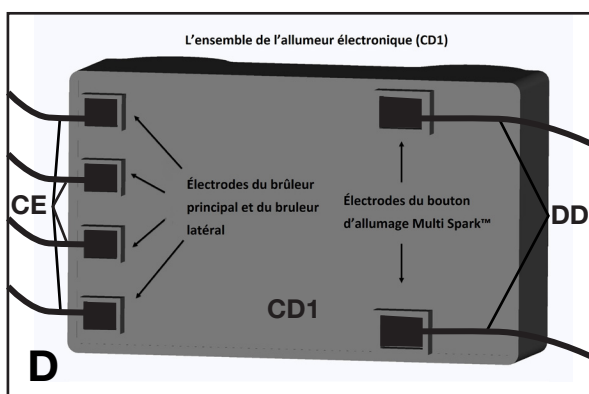 L'ensemble de l'allumeur électronique (CD1)
Électrodes du brûleur
principal et du bruleur
latéral
Électrodes du bouton
d'allumage Multi Spark™
CE
DD
CD1
D